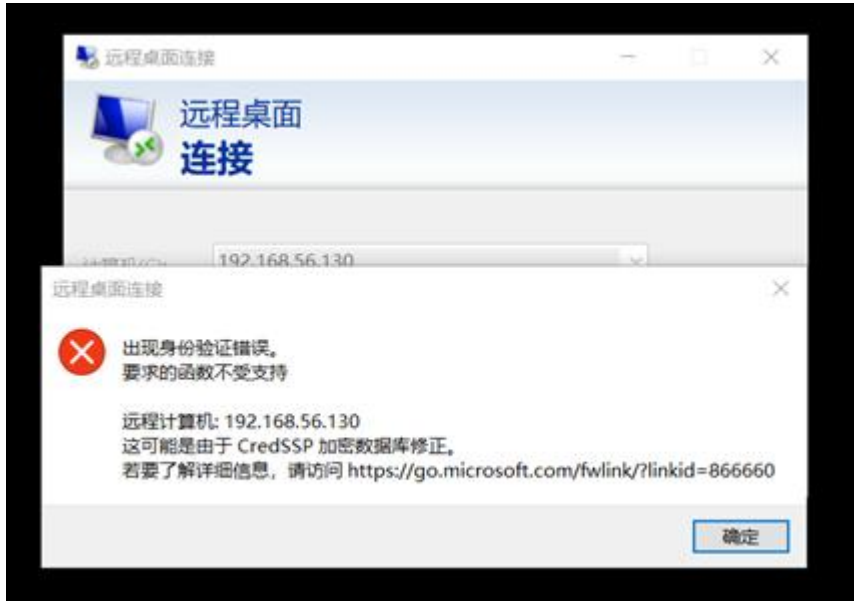 远程桌面连接
远程桌面
连接
192.168.56.130
远程桌面连接
出现身份验证错误。
要求的函数不受支持
远程计算机: 192.168.56.130
这可能是由于 CredSSP 加密数据库修正。
若要了解详细信息，请访问 https://go.microsoft.com/fwlink/?linkid=866660
确定